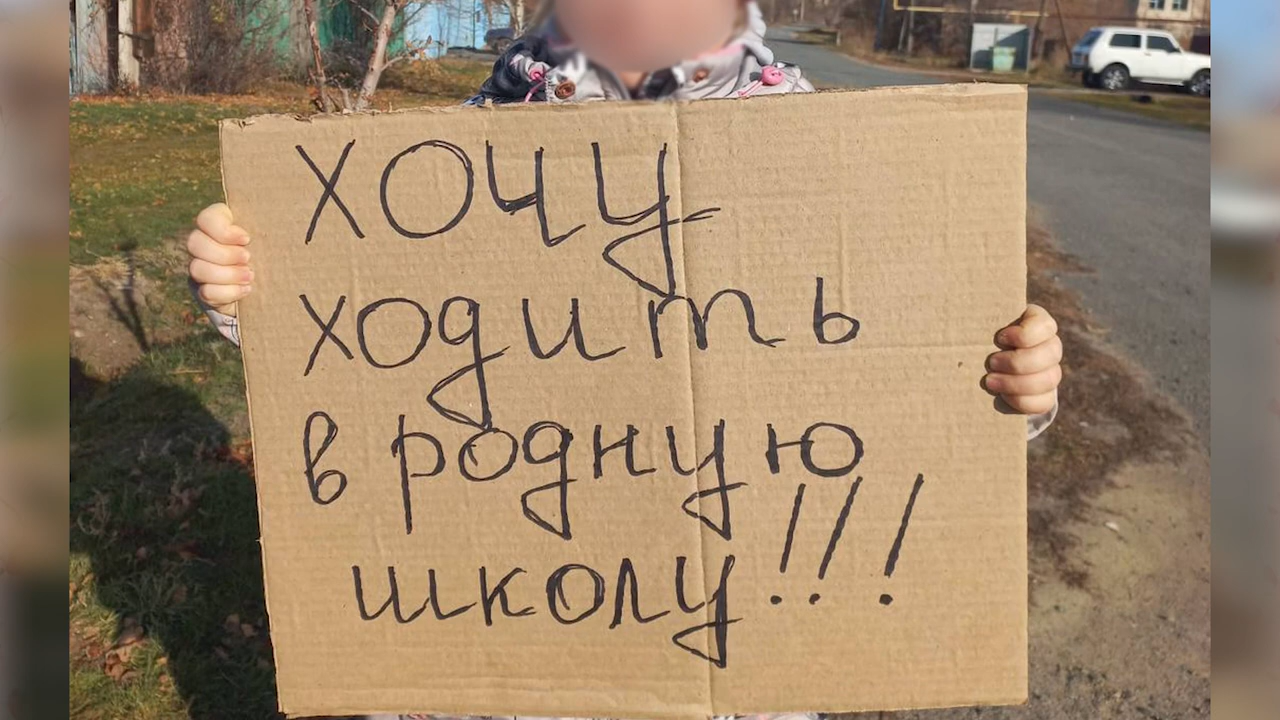 хочу
ходить
в родную
школу!!!